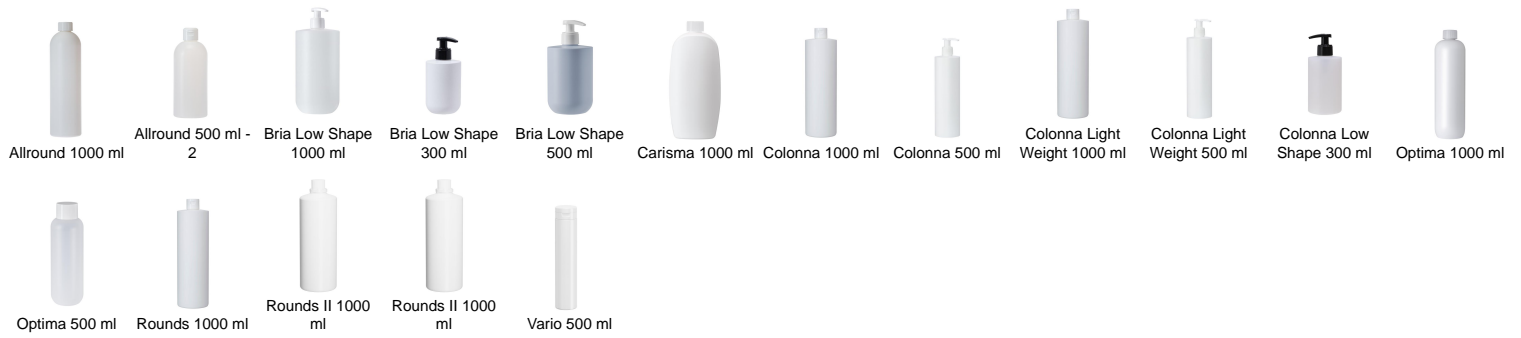 Allround 1000 ml
Allround 500 ml -
2
Bria Low Shape
1000 ml
Bria Low Shape
300 ml
Bria Low Shape
500 ml
Carisma 1000 ml
Colonna 1000 ml
Colonna 500 ml
Colonna Light
Weight 1000 ml
Colonna Light
Weight 500 ml
Colonna Low
Shape 300 ml
Optima 1000 ml
Optima 500 ml
Rounds 1000 ml
Rounds II 1000
ml
Rounds II 1000
ml
Vario 500 ml